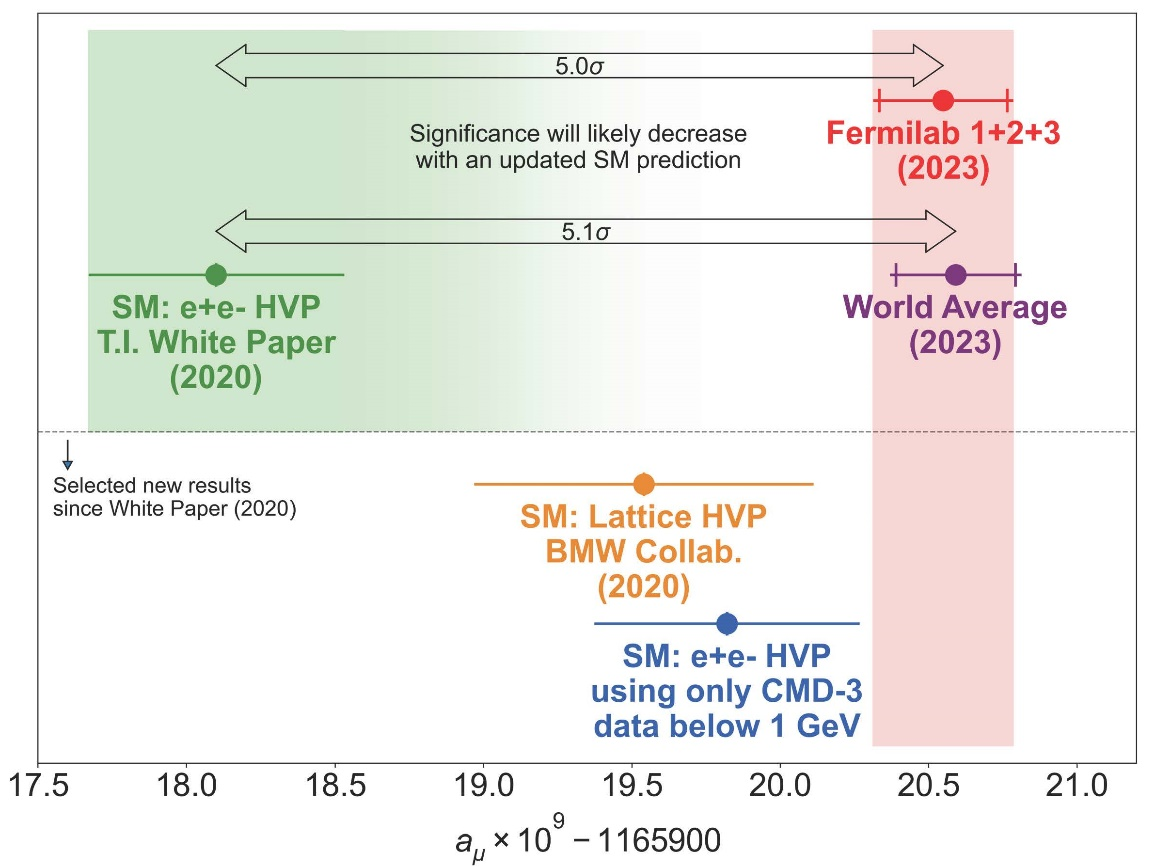 5.0σ
Significance will likely decrease
with an updated SM prediction
Fermilab 1+2+3
(2023)
5.1σ
SM: e+e- HVP
T.I. White Paper
(2020)
World Average
(2023)
Selected new results
since White Paper (2020)
SM: Lattice HVP
BMW Collab.
(2020)
SM: e+e- HVP
using only CMD-3
data below 1 GeV
17.5 18.0 18.5 19.0 19.5 20.0 20.5 21.0
aμ × 10⁹ − 1165900